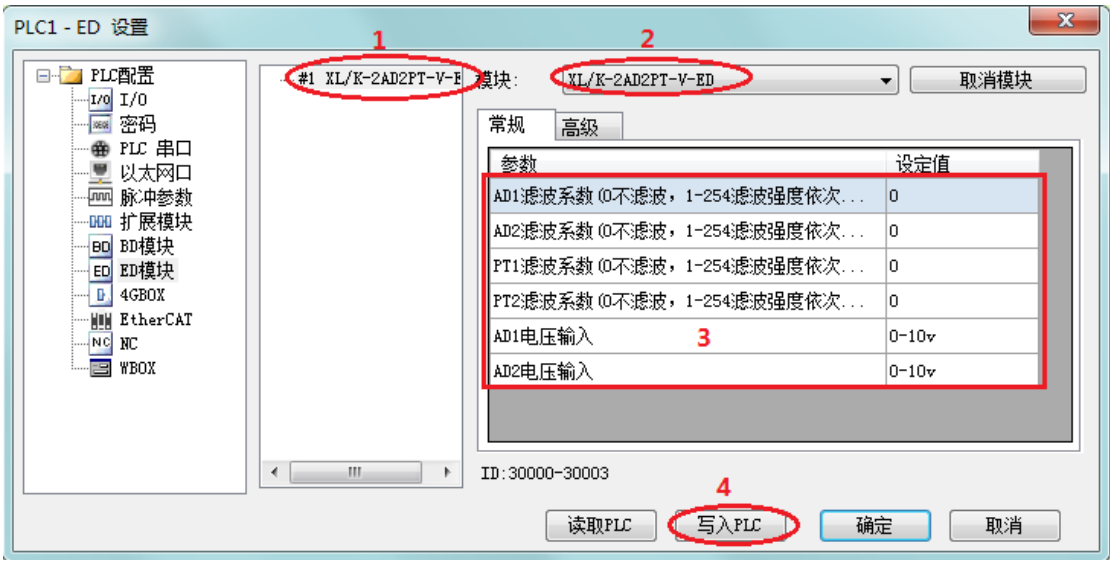 PLC1 - ED 设置
1
2
PLC配置
I/O
I/O
密码
PLC 串口
以太网口
脉冲参数
扩展模块
BD
BD模块
ED
ED模块
4GBOX
EtherCAT
NC
NC
WBOX
#1 XL/K-2AD2PT-V-E
模块:
XL/K-2AD2PT-V-ED
取消模块
常规
高级
参数
设定值
AD1滤波系数(0不滤波，1-254滤波强度依次...
0
AD2滤波系数(0不滤波，1-254滤波强度依次...
0
PT1滤波系数(0不滤波，1-254滤波强度依次...
0
PT2滤波系数(0不滤波，1-254滤波强度依次...
0
AD1电压输入
3
0-10v
AD2电压输入
0-10v
ID:30000-30003
4
读取PLC
写入PLC
确定
取消